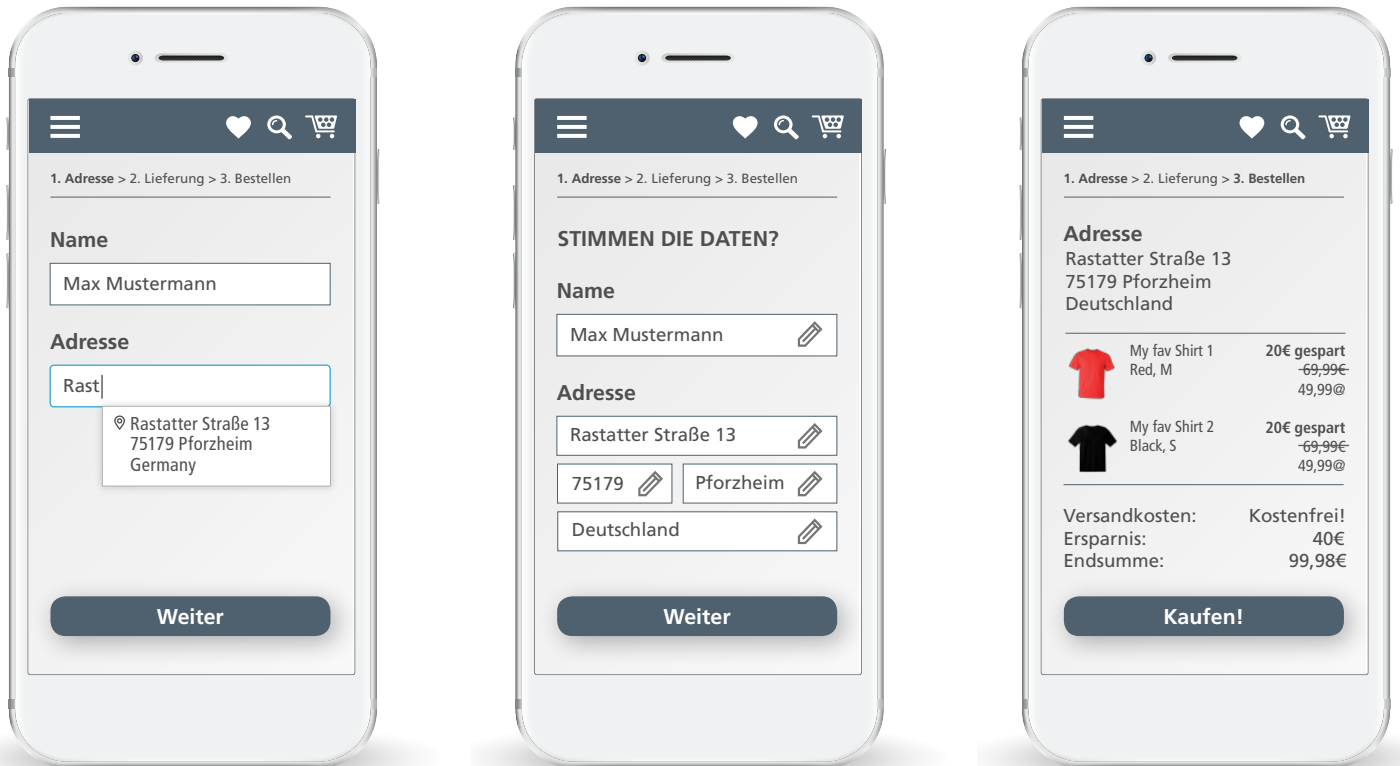 1. Adresse > 2. Lieferung > 3. Bestellen
Name
Max Mustermann
Adresse
Rast
Rastatter Straße 13
75179 Pforzheim
Germany
Weiter
1. Adresse > 2. Lieferung > 3. Bestellen
STIMMEN DIE DATEN?
Name
Max Mustermann
Adresse
Rastatter Straße 13
75179 Pforzheim
Deutschland
Weiter
1. Adresse > 2. Lieferung > 3. Bestellen
Adresse
Rastatter Straße 13
75179 Pforzheim
Deutschland
My fav Shirt 1 20€ gespart
Red, M 69,99€
49,99@
My fav Shirt 2 20€ gespart
Black, S 69,99€
49,99@
Versandkosten: Kostenfrei!
Ersparnis: 40€
Endsumme: 99,98€
Kaufen!